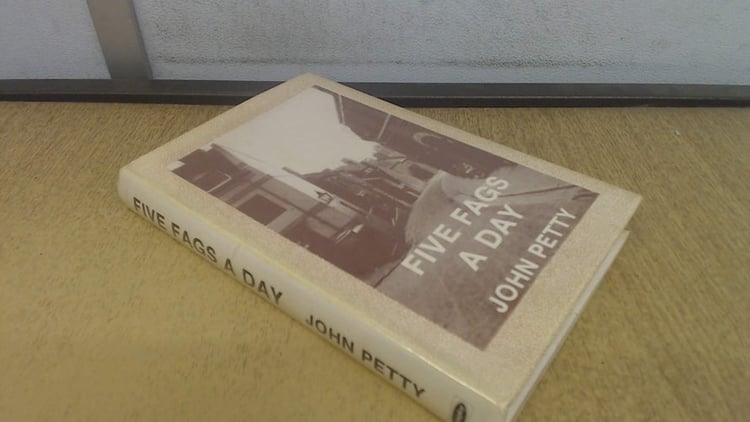 FIVE FAGS
A DAY
JOHN PETTY
FIVE FAGS A DAY JOHN PETTY